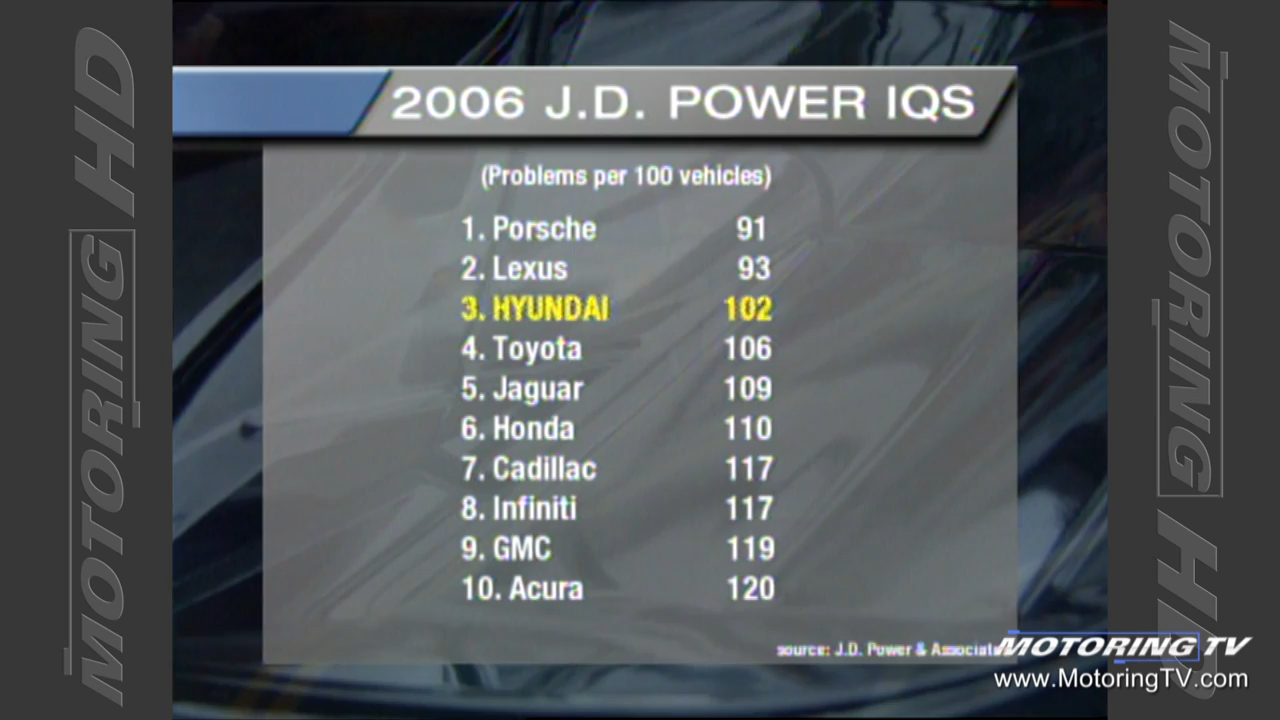 MOTORING HD
2006 J.D. POWER IQS
(Problems per 100 vehicles)
1. Porsche 91
2. Lexus 93
3. HYUNDAI 102
4. Toyota 106
5. Jaguar 109
6. Honda 110
7. Cadillac 117
8. Infiniti 117
9. GMC 119
10. Acura 120
source: J.D. Power &
MOTORING TV
www.MotoringTV.com
MOTORING HD